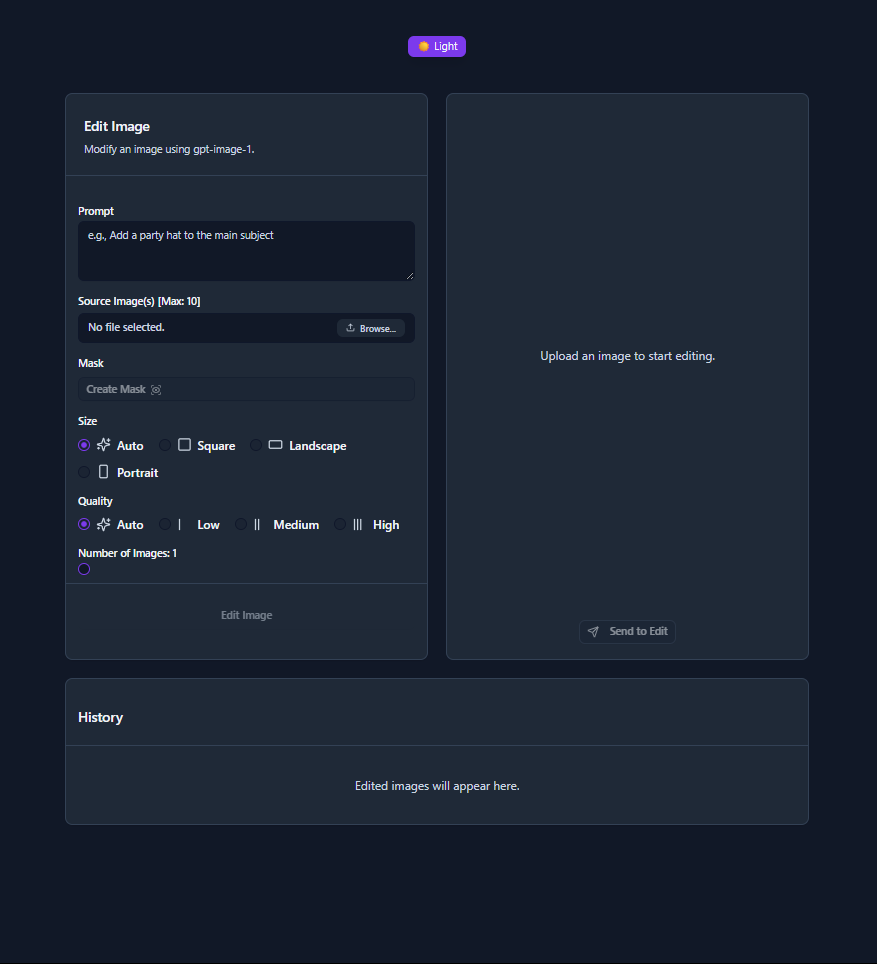 Light
Edit Image
Modify an image using gpt-image-1.
Prompt
e.g., Add a party hat to the main subject
Source Image(s) [Max: 10]
No file selected.
Browse...
Mask
Create Mask
Size
Auto
Square
Landscape
Portrait
Quality
Auto
Low
Medium
High
Number of Images: 1
Edit Image
Upload an image to start editing.
Send to Edit
History
Edited images will appear here.